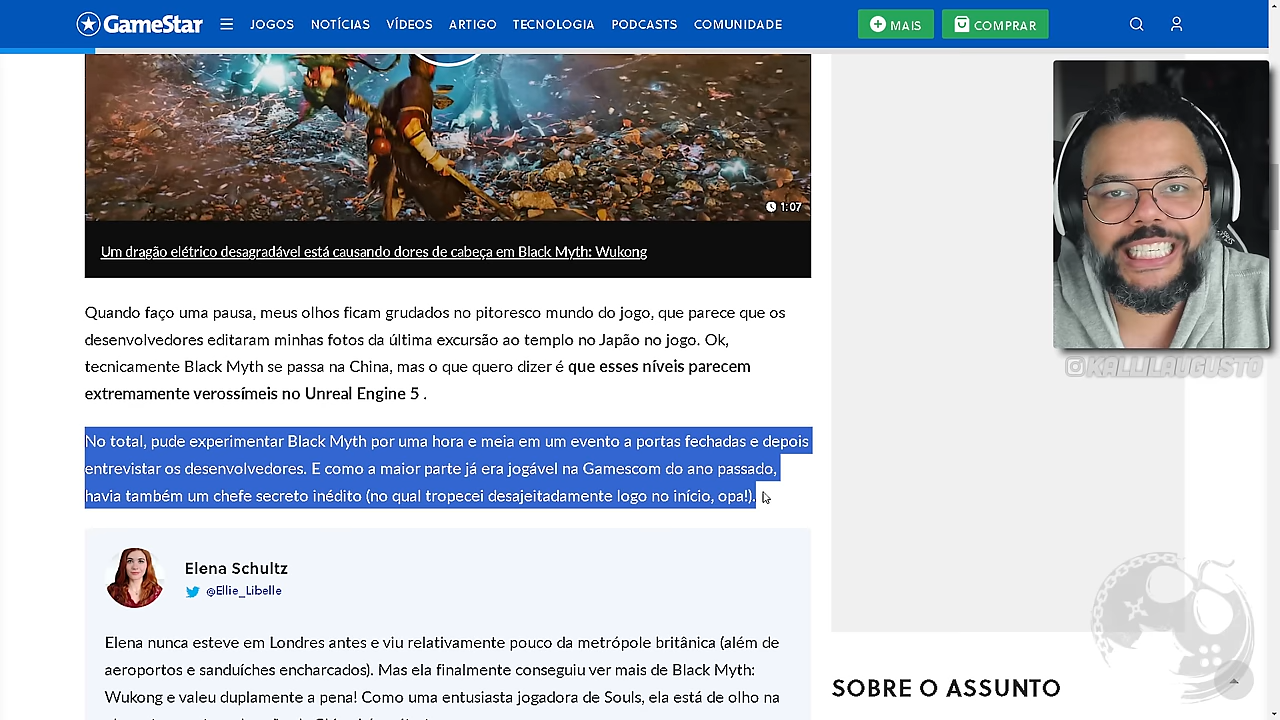 GameStar
JOGOS NOTÍCIAS VÍDEOS ARTIGO TECNOLOGIA PODCASTS COMUNIDADE MAIS COMPRAR
1:07
Um dragão elétrico desagradável está causando dores de cabeça em Black Myth: Wukong
Quando faço uma pausa, meus olhos ficam grudados no pitoresco mundo do jogo, que parece que os
desenvolvedores editaram minhas fotos da última excursão ao templo no Japão no jogo. Ok,
tecnicamente Black Myth se passa na China, mas o que quero dizer é que esses níveis parecem
extremamente verossímeis no Unreal Engine 5 .
@KALLILAUGUSTO
No total, pude experimentar Black Myth por uma hora e meia em um evento a portas fechadas e depois
entrevistar os desenvolvedores. E como a maior parte já era jogável na Gamescom do ano passado,
havia também um chefe secreto inédito (no qual tropecei desajeitadamente logo no início, opa!).
Elena Schultz
@Ellie_Libelle
Elena nunca esteve em Londres antes e viu relativamente pouco da metrópole britânica (além de
aeroportos e sanduíches encharcados). Mas ela finalmente conseguiu ver mais de Black Myth:
Wukong e valeu duplamente a pena! Como uma entusiasta jogadora de Souls, ela está de olho na
SOBRE O ASSUNTO